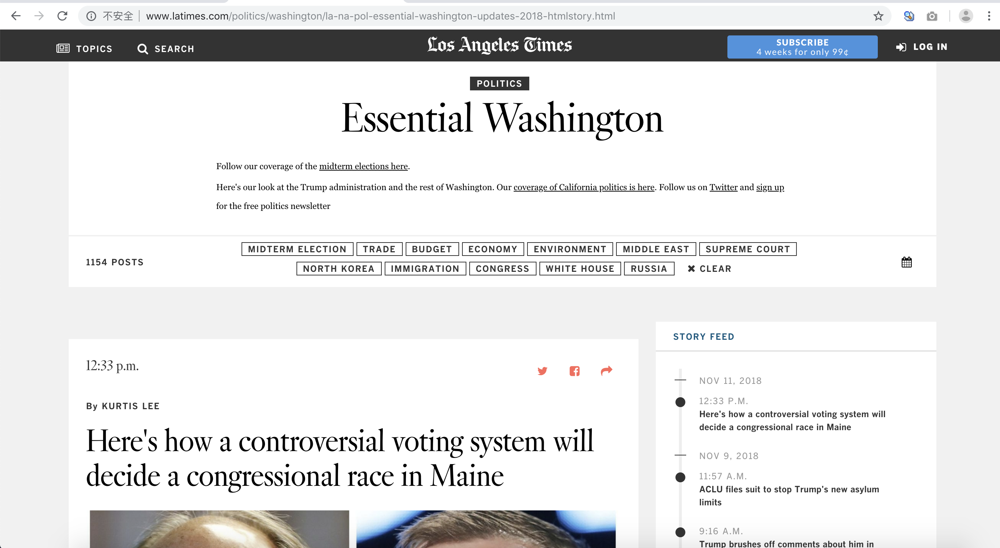 不安全 www.latimes.com/politics/washington/la-na-pol-essential-washington-updates-2018-htmlstory.html
TOPICS SEARCH
Los Angeles Times
SUBSCRIBE
4 weeks for only 99¢
LOG IN
POLITICS
Essential Washington
Follow our coverage of the midterm elections here.
Here's our look at the Trump administration and the rest of Washington. Our coverage of California politics is here. Follow us on Twitter and sign up
for the free politics newsletter
1154 POSTS
MIDTERM ELECTION TRADE BUDGET ECONOMY ENVIRONMENT MIDDLE EAST SUPREME COURT
NORTH KOREA IMMIGRATION CONGRESS WHITE HOUSE RUSSIA CLEAR
12:33 p.m.
By KURTIS LEE
Here's how a controversial voting system will
decide a congressional race in Maine
STORY FEED
NOV 11, 2018
12:33 P.M.
Here's how a controversial voting system will
decide a congressional race in Maine
NOV 9, 2018
11:57 A.M.
ACLU files suit to stop Trump's new asylum
limits
9:16 A.M.
Trump brushes off comments about him in